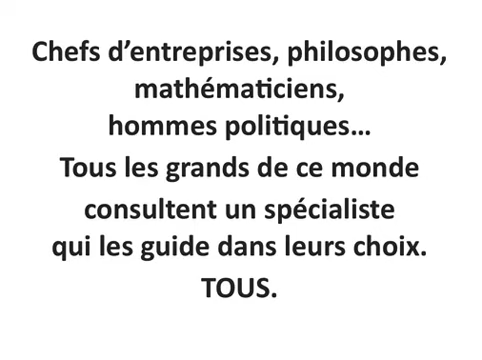 Chefs d’entreprises, philosophes,
mathématiciens,
hommes politiques…
Tous les grands de ce monde
consultent un spécialiste
qui les guide dans leurs choix.
TOUS.